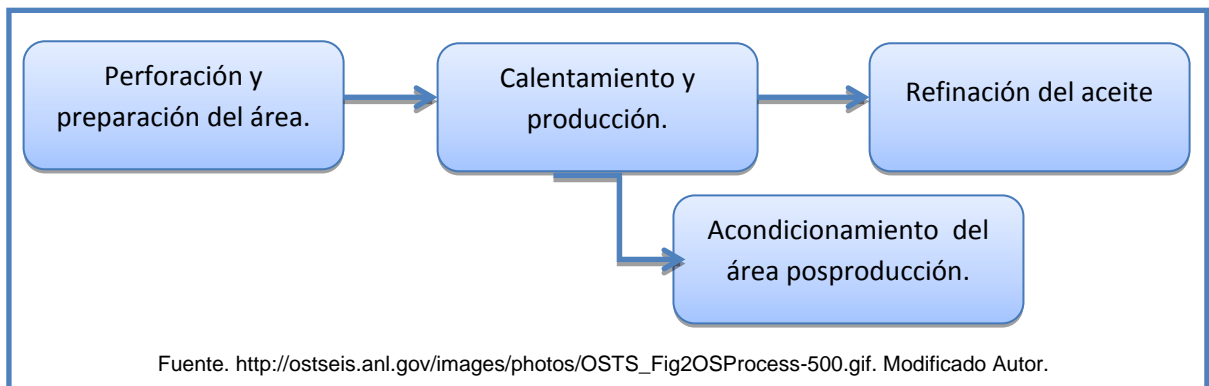 Perforación y
preparación del área.
Calentamiento y
producción.
Refinación del aceite
Acondicionamiento del
área posproducción.
Fuente. http://ostseis.anl.gov/images/photos/OSTS_Fig2OSProcess-500.gif. Modificado Autor.